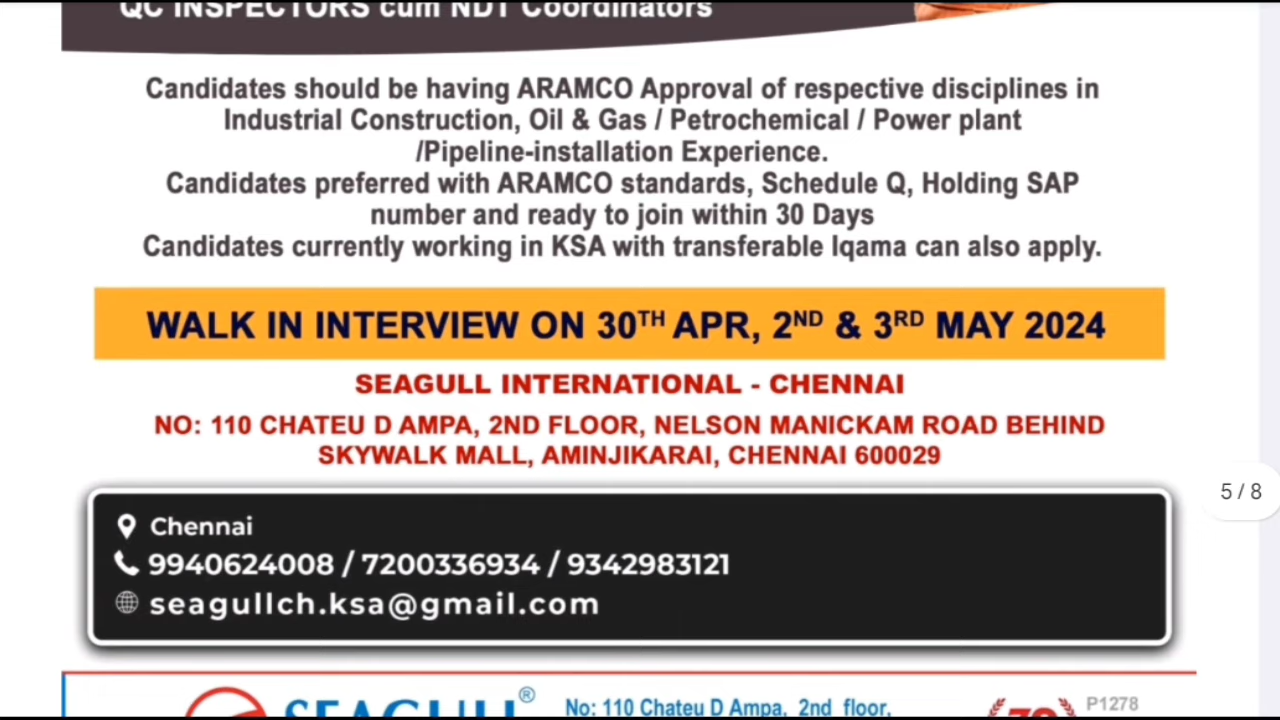 QC INSPECTORS cum NDT Coordinators
Candidates should be having ARAMCO Approval of respective disciplines in
Industrial Construction, Oil & Gas / Petrochemical / Power plant
/Pipeline-installation Experience.
Candidates preferred with ARAMCO standards, Schedule Q, Holding SAP
number and ready to join within 30 Days
Candidates currently working in KSA with transferable Iqama can also apply.
WALK IN INTERVIEW ON 30TH APR, 2ND & 3RD MAY 2024
SEAGULL INTERNATIONAL - CHENNAI
NO: 110 CHATEU D AMPA, 2ND FLOOR, NELSON MANICKAM ROAD BEHIND
SKYWALK MALL, AMINJIKARAI, CHENNAI 600029
5 / 8
Chennai
9940624008 / 7200336934 / 9342983121
seagullch.ksa@gmail.com
SEAGULL® No: 110 Chateu D Ampa, 2nd floor, P1278